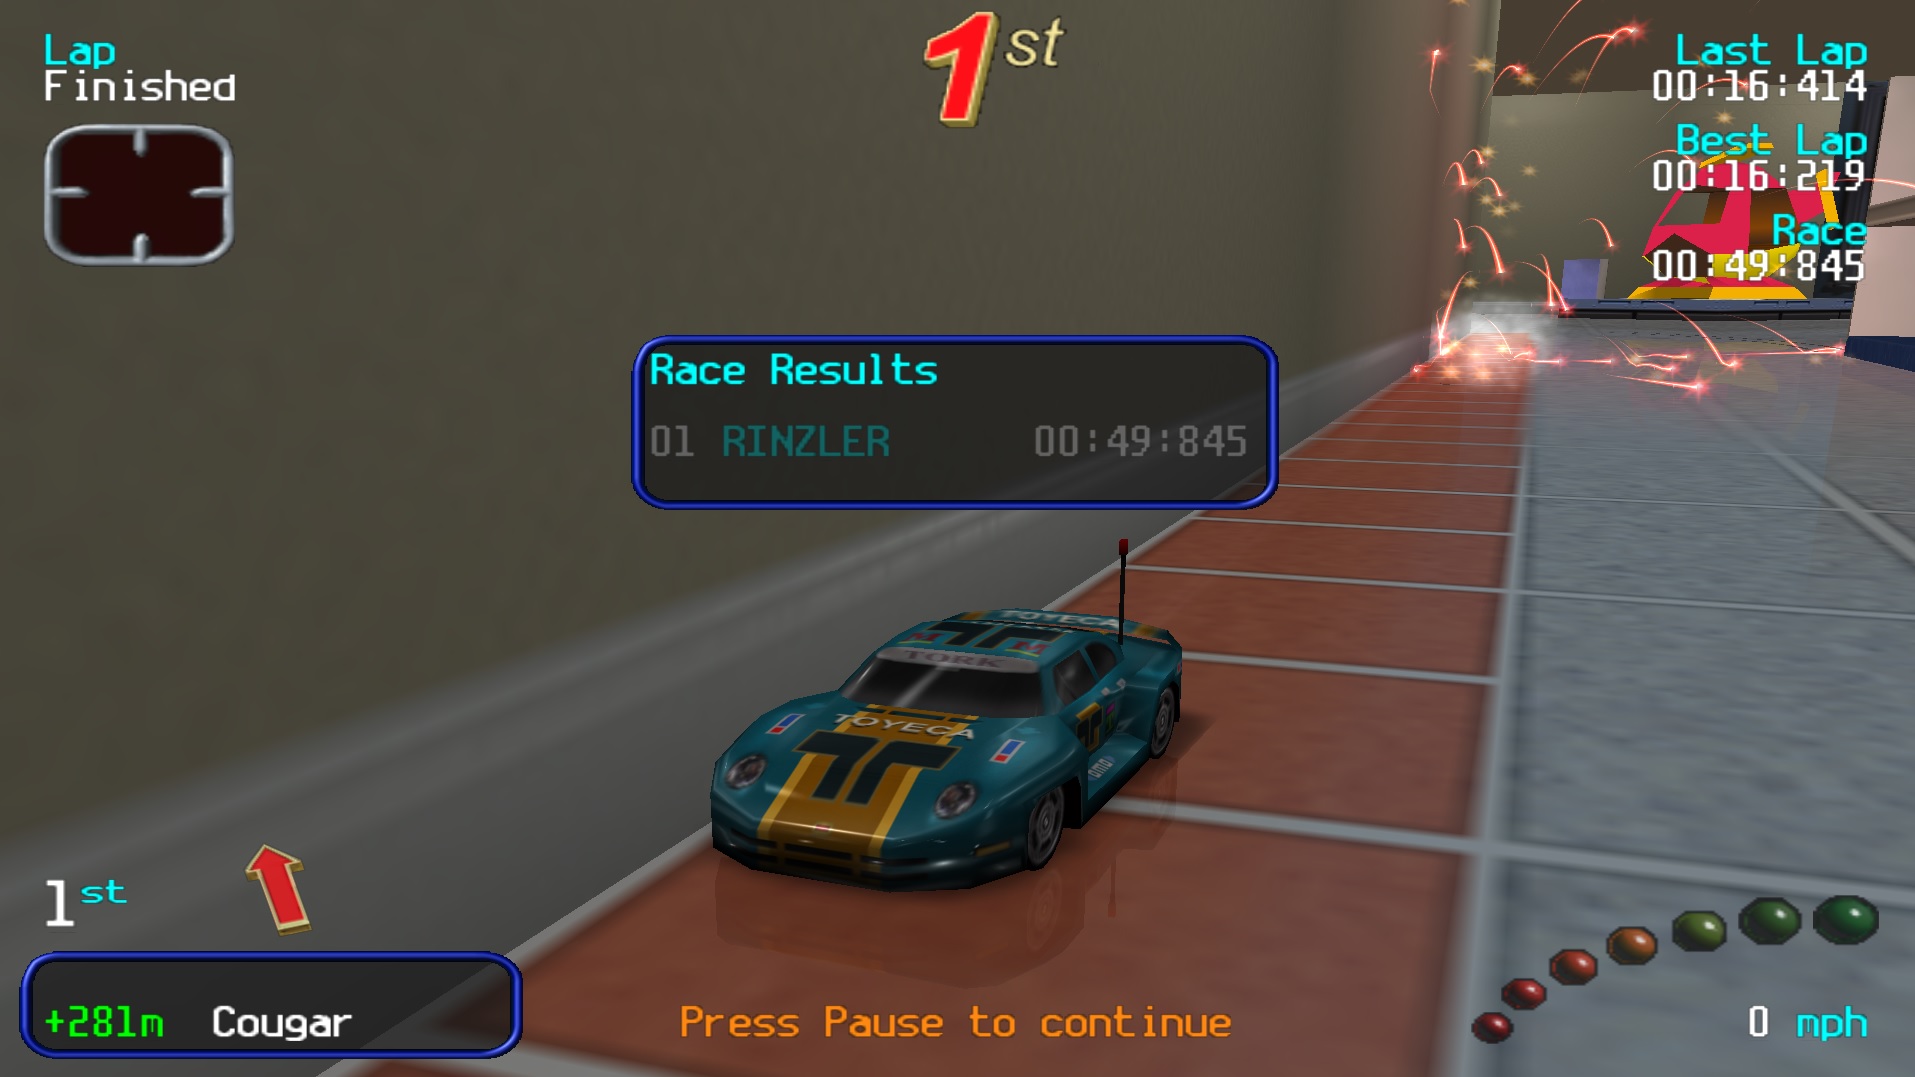 Lap
Finished
1st
Last Lap
00:16:414
Best Lap
00:16:219
Race
00:49:845
Race Results
01 RINZLER 00:49:845
TOYECA
TORK
TOYECA
1st
+281m Cougar
Press Pause to continue
0 mph